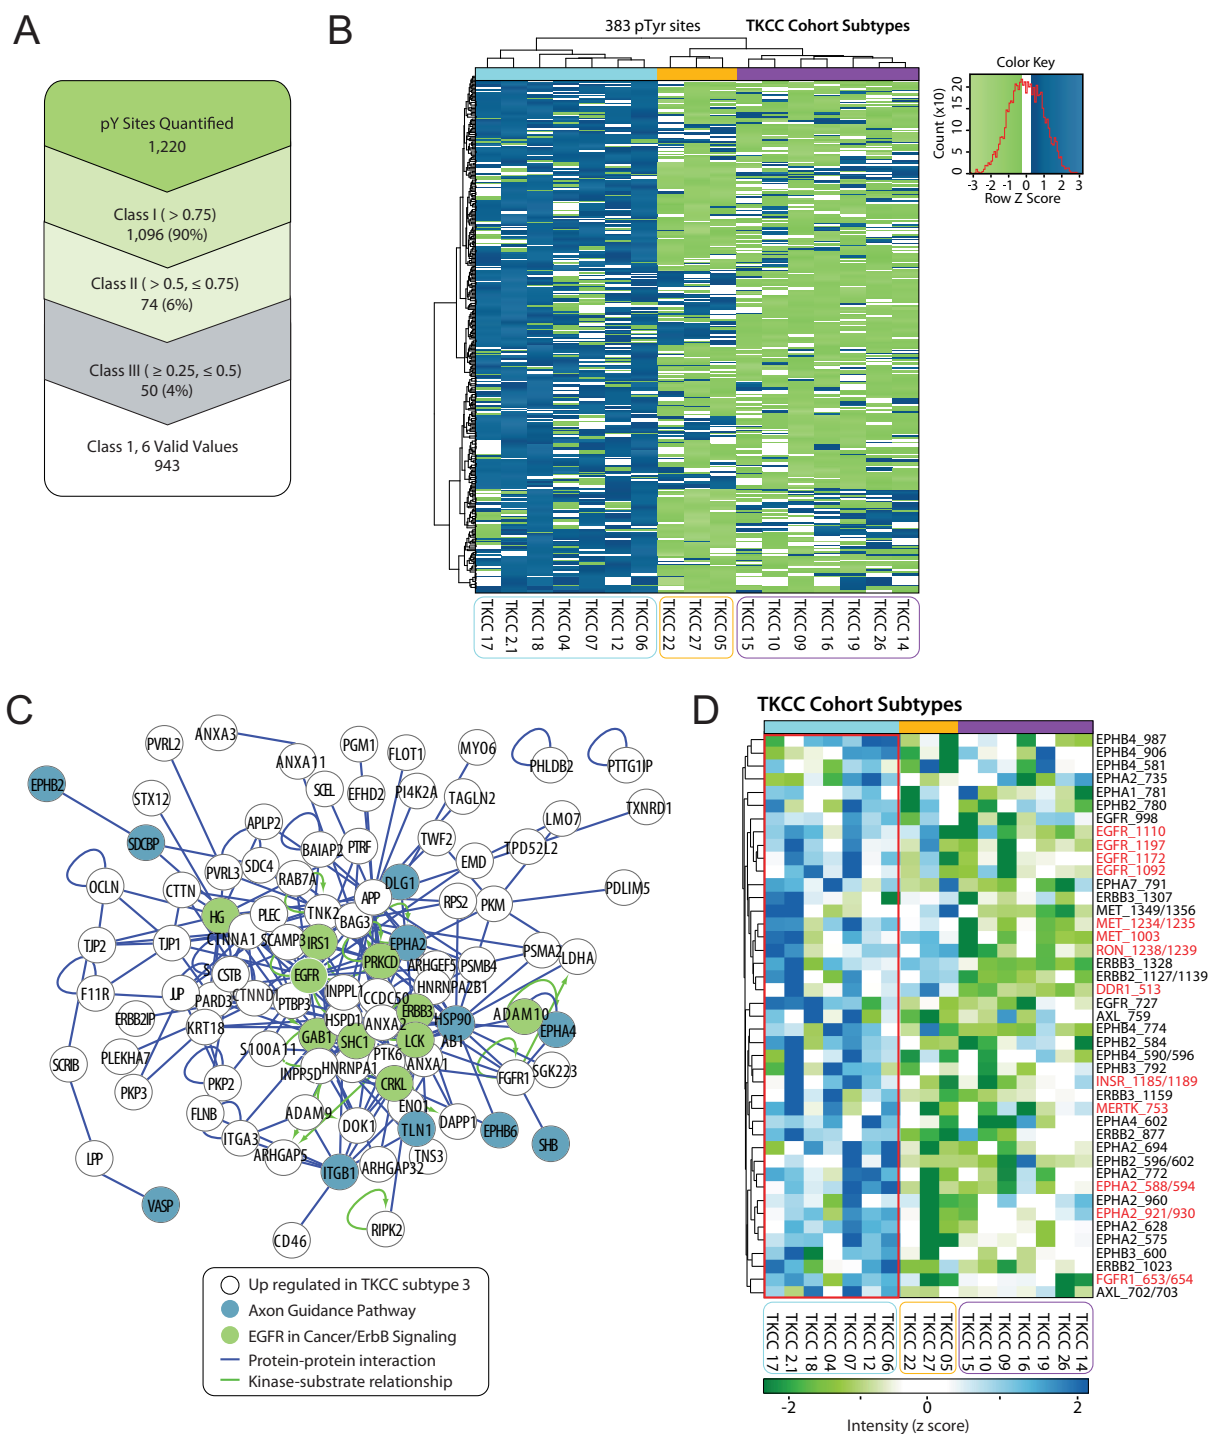 A
pY Sites Quantified
1,220
Class I ( > 0.75)
1,096 (90%)
Class II ( > 0.5, ≤ 0.75)
74 (6%)
Class III ( ≥ 0.25, ≤ 0.5)
50 (4%)
Class 1, 6 Valid Values
943
B
383 pTyr sites
TKCC Cohort Subtypes
Color Key
Count (x10)
0 5 10 15 20
-3 -2 -1 0 1 2 3
Row Z Score
TKCC 17
TKCC 2.1
TKCC 18
TKCC 04
TKCC 07
TKCC 12
TKCC 06
TKCC 22
TKCC 27
TKCC 05
TKCC 15
TKCC 10
TKCC 09
TKCC 16
TKCC 19
TKCC 26
TKCC 14
C
PVRL2
ANXA3
PGM1
FLOT1
MYO6
PHLDB2
PTTG1IP
ANXA11
EPHB2
STX12
SCEL
EFHD2
PI4K2A
TAGLN2
TXNRD1
SDCBP
APLP2
BAIAP2
PTRF
TWF2
LMO7
TPD52L2
EMD
PVRL3
SDC4
RAB7A
DLG1
OCLN
CTTN
APP
RPS2
PKM
PDLIM5
HG
PLEC
TNK2
BAG3
TJP2
TJP1
CTNNA1
SCAMP3
IRS1
EPHA2
PSMA2
LDHA
S
CSTB
EGFR
PRKCD
ARHGEF5
PSMB4
F11R
JUP
PARD3
CTNND1
PTBP3
INPPL1
CCDC50
HNRNPA2B1
ERBB2IP
KRT18
HSPD1
ANXA2
ERBB3
HSP90
AB1
ADAM10
EPHA4
SCRIB
PLEKHA7
S100A11
GAB1
SHC1
LCK
PTK6
ANXA1
FGFR1
SGK223
PKP3
PKP2
INPP5D
HNRNPA1
CRKL
ENO1
FLNB
ADAM9
DOK1
TLN1
DAPP1
EPHB6
SHB
ITGA3
ARHGAP5
ITGB1
ARHGAP32
TNS3
LPP
VASP
CD46
RIPK2
Up regulated in TKCC subtype 3
Axon Guidance Pathway
EGFR in Cancer/ErbB Signaling
Protein-protein interaction
Kinase-substrate relationship
D
TKCC Cohort Subtypes
EPHB4_987
EPHB4_906
EPHB4_581
EPHA2_735
EPHA1_781
EPHB2_780
EGFR_998
EGFR_1110
EGFR_1197
EGFR_1172
EGFR_1092
EPHA7_791
ERBB3_1307
MET_1349/1356
MET_1234/1235
MET_1003
RON_1238/1239
ERBB3_1328
ERBB2_1127/1139
DDR1_513
EGFR_727
AXL_759
EPHB4_774
ERBB2_584
EPHB4_590/596
EPHB3_792
INSR_1185/1189
ERBB3_1159
MERTK_753
EPHA4_602
ERBB2_877
EPHA2_694
EPHB2_596/602
EPHA2_772
EPHA2_588/594
EPHA2_960
EPHA2_921/930
EPHA2_628
EPHA2_575
EPHB3_600
ERBB2_1023
FGFR1_653/654
AXL_702/703
TKCC 17
TKCC 2.1
TKCC 18
TKCC 04
TKCC 07
TKCC 12
TKCC 06
TKCC 22
TKCC 27
TKCC 05
TKCC 15
TKCC 10
TKCC 09
TKCC 16
TKCC 19
TKCC 26
TKCC 14
-2 0 2
Intensity (z score)